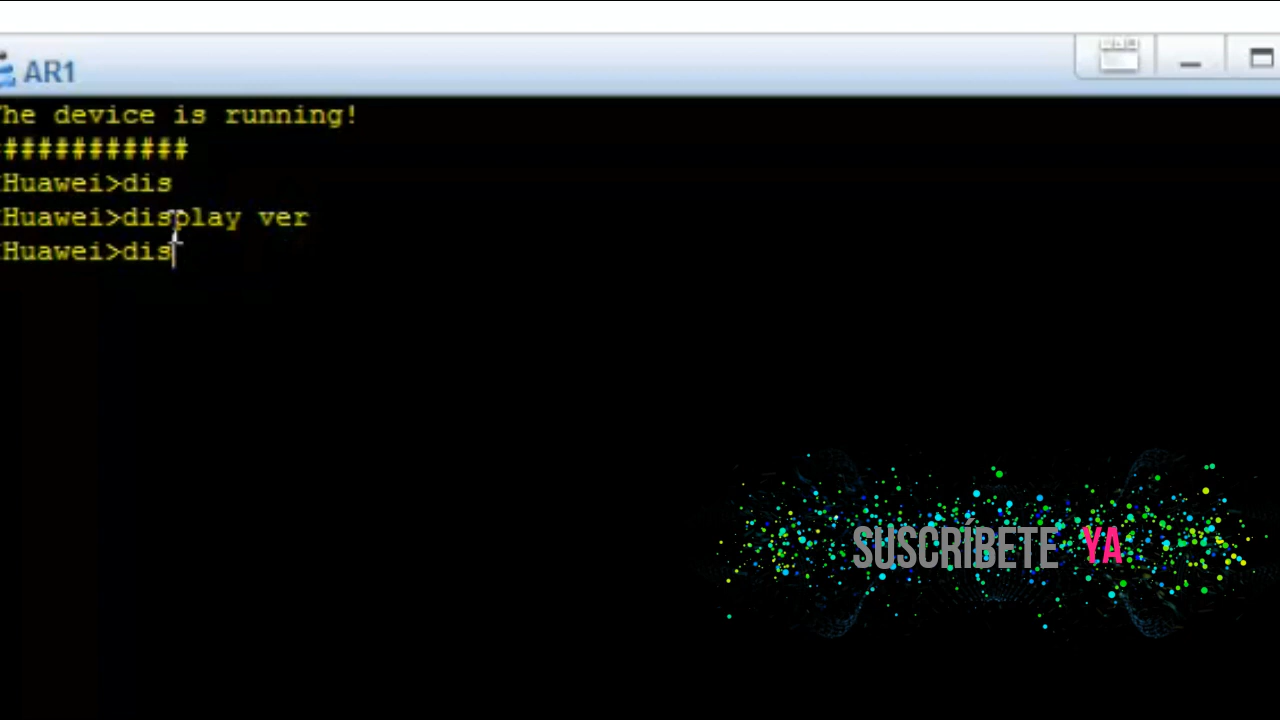 AR1
he device is running!
###########
Huawei>dis
Huawei>display ver
Huawei>dis
SUSCRÍBETE YA